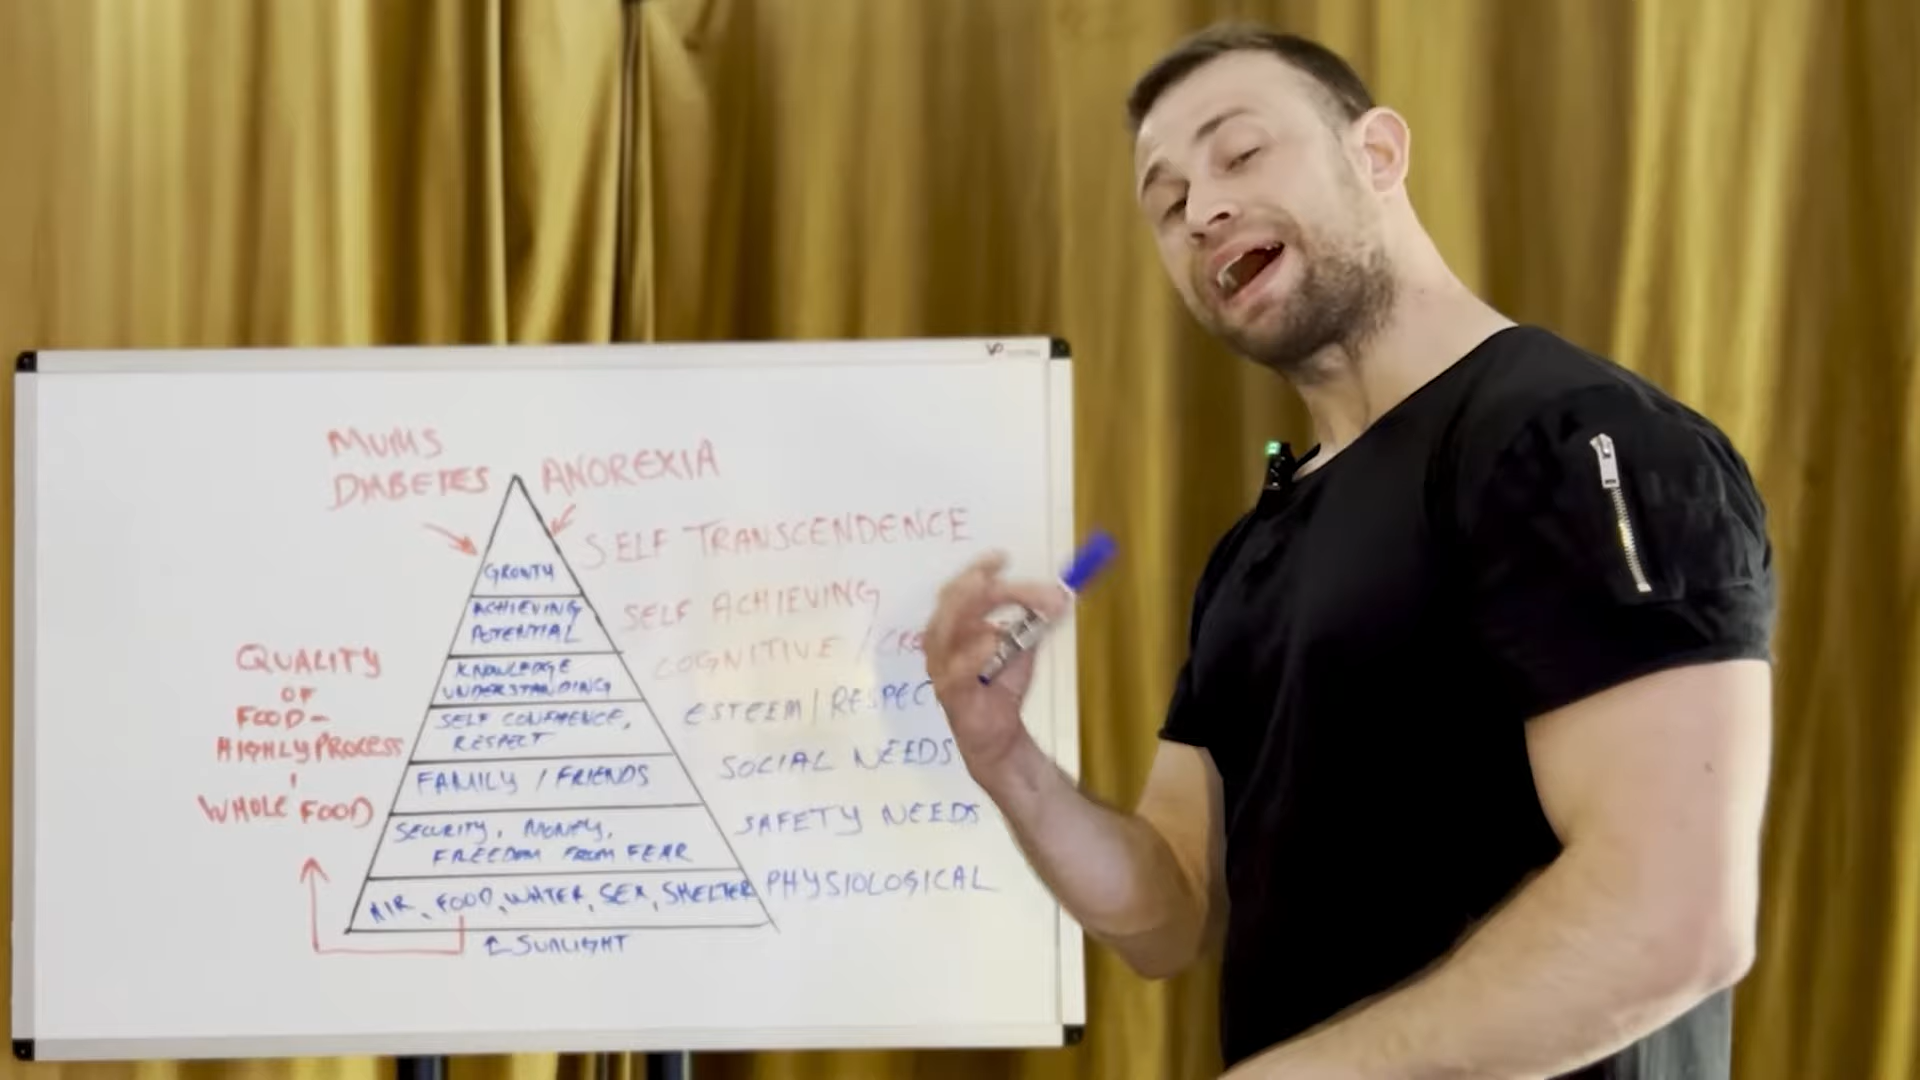 MUMS
DIABETES
ANOREXIA
SELF TRANSCENDENCE
GROWTH
SELF ACHIEVING
ACHIEVING
POTENTIAL
COGNITIVE / CRE
KNOWLEDGE
UNDERSTANDING
ESTEEM/RESPEC
SELF CONFIDENCE,
RESPECT
SOCIAL NEEDS
FAMILY / FRIENDS
SAFETY NEEDS
SECURITY, MONEY,
FREEDOM FROM FEAR
PHYSIOLOGICAL
AIR, FOOD, WATER, SEX, SHELTER
SUNLIGHT
QUALITY
OF
FOOD-
HIGHLY PROCESS
WHOLE FOOD